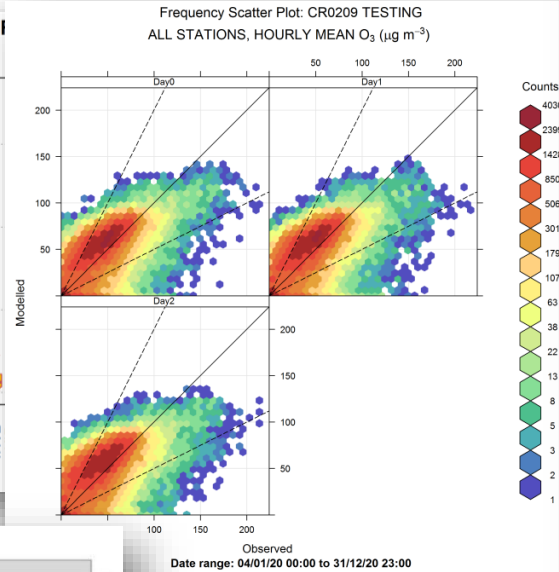 Frequency Scatter Plot: CR0209 TESTING
ALL STATIONS, HOURLY MEAN O₃ (μg m⁻³)
50 100 150 200
Day0 Day1
Counts
200
150
100
50
Day2
200
150
100
50
Modelled
100 150 200
Observed
Date range: 04/01/20 00:00 to 31/12/20 23:00
850
506
301
179
107
63
38
22
13
8
5
3
2
1